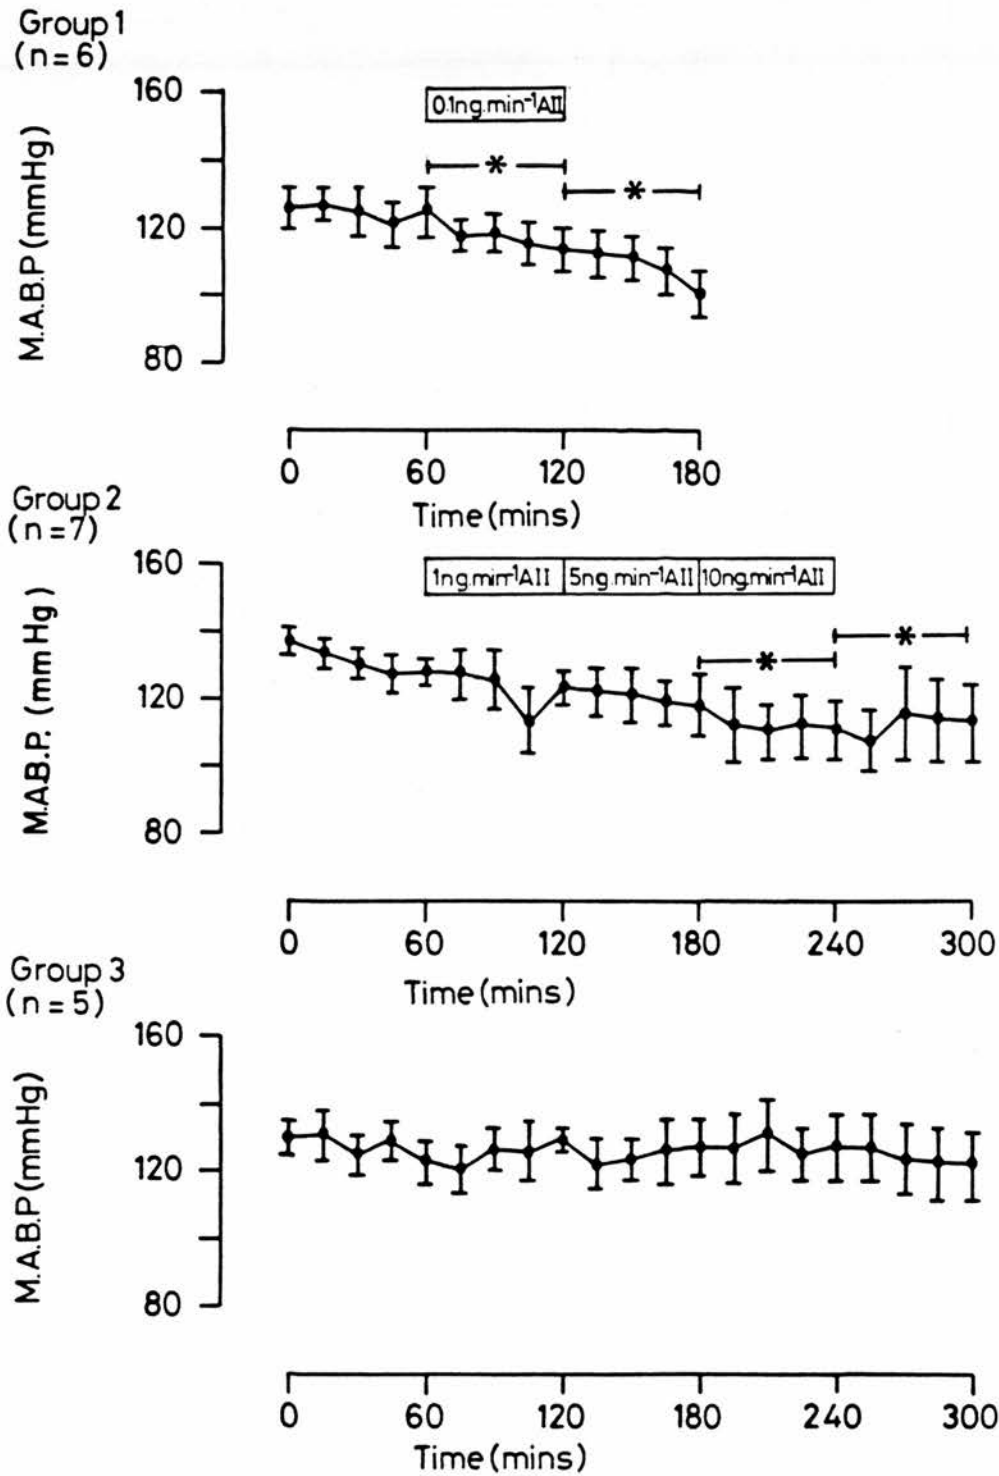 Group 1
(n=6)
160
0.1ng.min⁻¹AII
*
*
M.A.B.P (mmHg)
120
80
0 60 120 180
Time (mins)
Group 2
(n=7)
160
1ng.min⁻¹AII 5ng.min⁻¹AII 10ng.min⁻¹AII
*
*
M.A.B.P. (mmHg)
120
80
0 60 120 180 240 300
Time (mins)
Group 3
(n=5)
160
M.A.B.P (mmHg)
120
80
0 60 120 180 240 300
Time (mins)